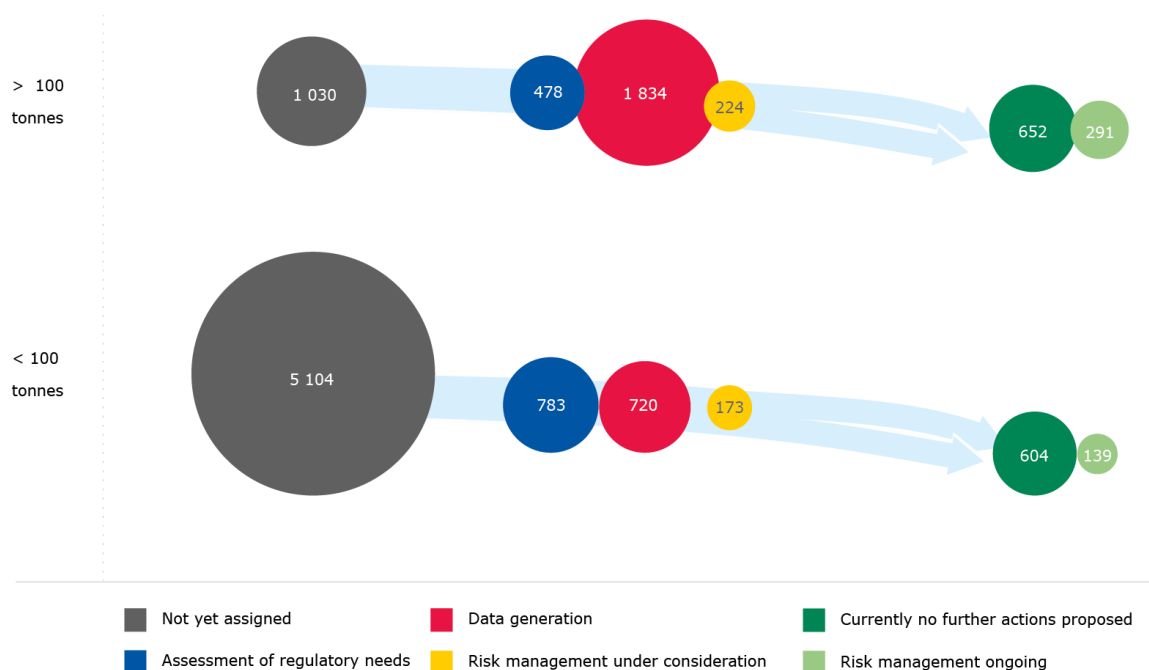 > 100
tonnes
1 030
478
1 834
224
652
291
< 100
tonnes
5 104
783
720
173
604
139
Not yet assigned
Data generation
Currently no further actions proposed
Assessment of regulatory needs
Risk management under consideration
Risk management ongoing